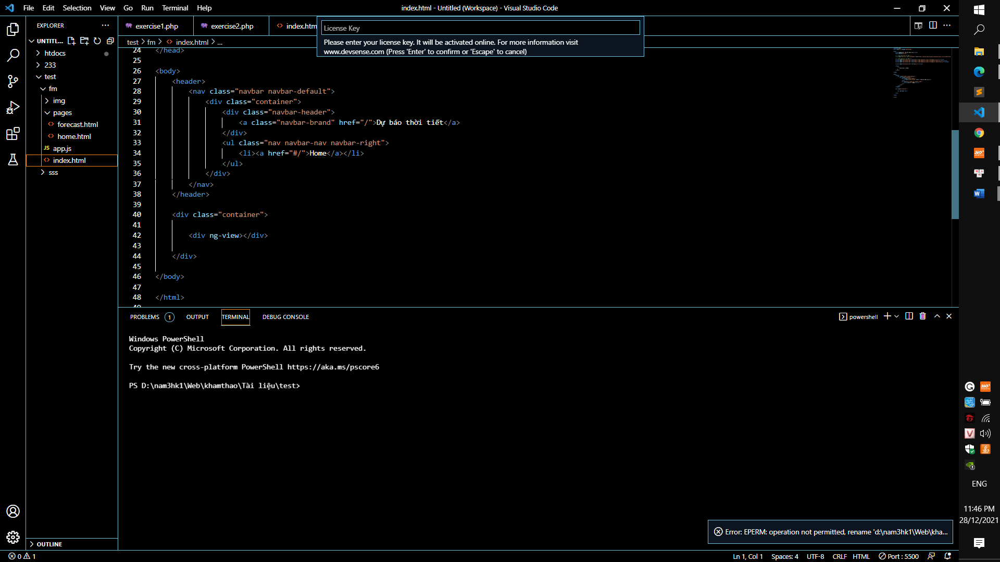 File Edit Selection View Go Run Terminal Help
index.html - Untitled (Workspace) - Visual Studio Code
EXPLORER
UNTITL...
htdocs
233
test
fm
img
pages
forecast.html
home.html
JS app.js
index.html
sss
OUTLINE
exercise1.php
exercise2.php
index.htm
License Key
Please enter your license key. It will be activated online. For more information visit
www.devsense.com (Press 'Enter' to confirm or 'Escape' to cancel)
test > fm > index.html > ...
24 </head>
25
26 <body>
27 <header>
28 <nav class="navbar navbar-default">
29 <div class="container">
30 <div class="navbar-header">
31 <a class="navbar-brand" href="/">Dự báo thời tiết</a>
32 </div>
33 <ul class="nav navbar-nav navbar-right">
34 <li><a href="#/">Home</a></li>
35 </ul>
36 </div>
37 </nav>
38 </header>
39
40 <div class="container">
41
42 <div ng-view></div>
43
44 </div>
45
46 </body>
47
48 </html>
49
PROBLEMS 1 OUTPUT TERMINAL DEBUG CONSOLE
powershell
Windows PowerShell
Copyright (C) Microsoft Corporation. All rights reserved.
Try the new cross-platform PowerShell https://aka.ms/pscore6
PS D:\nam3hk1\Web\khamthao\Tài liệu\test>
Error: EPERM: operation not permitted, rename 'd:\nam3hk1\Web\kha...
0 1
Ln 1, Col 1 Spaces: 4 UTF-8 CRLF HTML Port : 5500
360°
W
G
360°
V
ENG
11:46 PM
28/12/2021